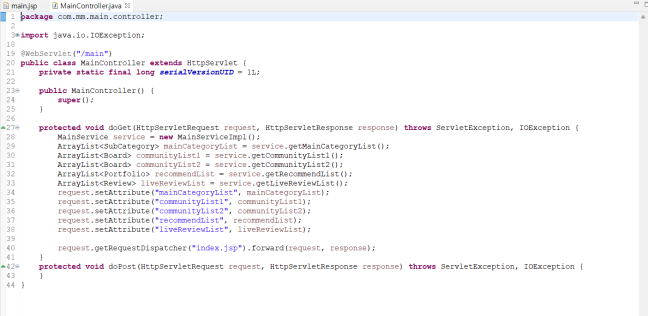 main.jsp MainController.java
1 package com.mm.main.controller;
2
3 import java.io.IOException;
18
19 @WebServlet("/main")
20 public class MainController extends HttpServlet {
21 private static final long serialVersionUID = 1L;
22
23 public MainController() {
24 super();
25 }
26
27 protected void doGet(HttpServletRequest request, HttpServletResponse response) throws ServletException, IOException {
28 MainService service = new MainServiceImpl();
29 ArrayList<SubCategory> mainCategoryList = service.getMainCategoryList();
30 ArrayList<Board> communityList1 = service.getCommunityList1();
31 ArrayList<Board> communityList2 = service.getCommunityList2();
32 ArrayList<Portfolio> recommendList = service.getRecommendList();
33 ArrayList<Review> liveReviewList = service.getLiveReviewList();
34 request.setAttribute("mainCategoryList", mainCategoryList);
35 request.setAttribute("communityList1", communityList1);
36 request.setAttribute("communityList2", communityList2);
37 request.setAttribute("recommendList", recommendList);
38 request.setAttribute("liveReviewList", liveReviewList);
39
40 request.getRequestDispatcher("index.jsp").forward(request, response);
41 }
42 protected void doPost(HttpServletRequest request, HttpServletResponse response) throws ServletException, IOException {
43 }
44 }